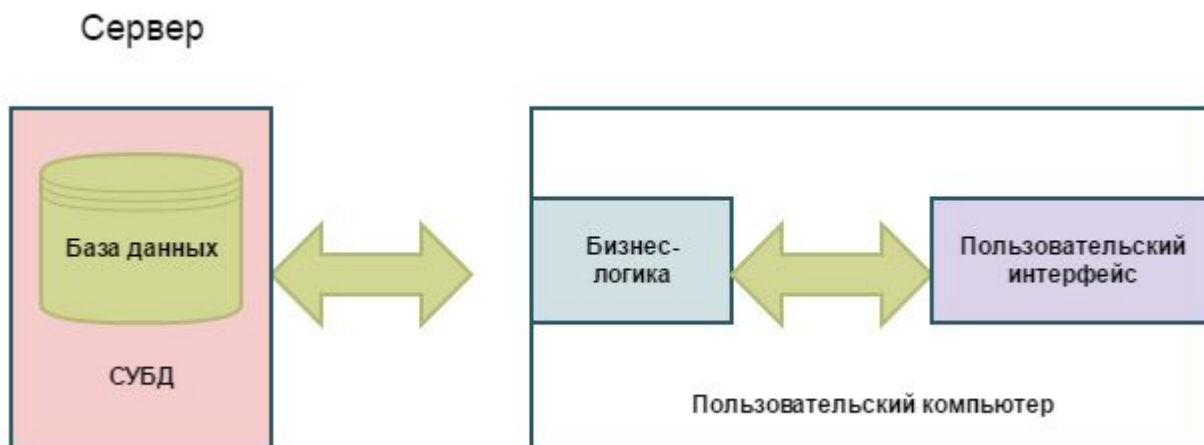 Сервер
База данных
СУБД
Бизнес-
логика
Пользовательский
интерфейс
Пользовательский компьютер